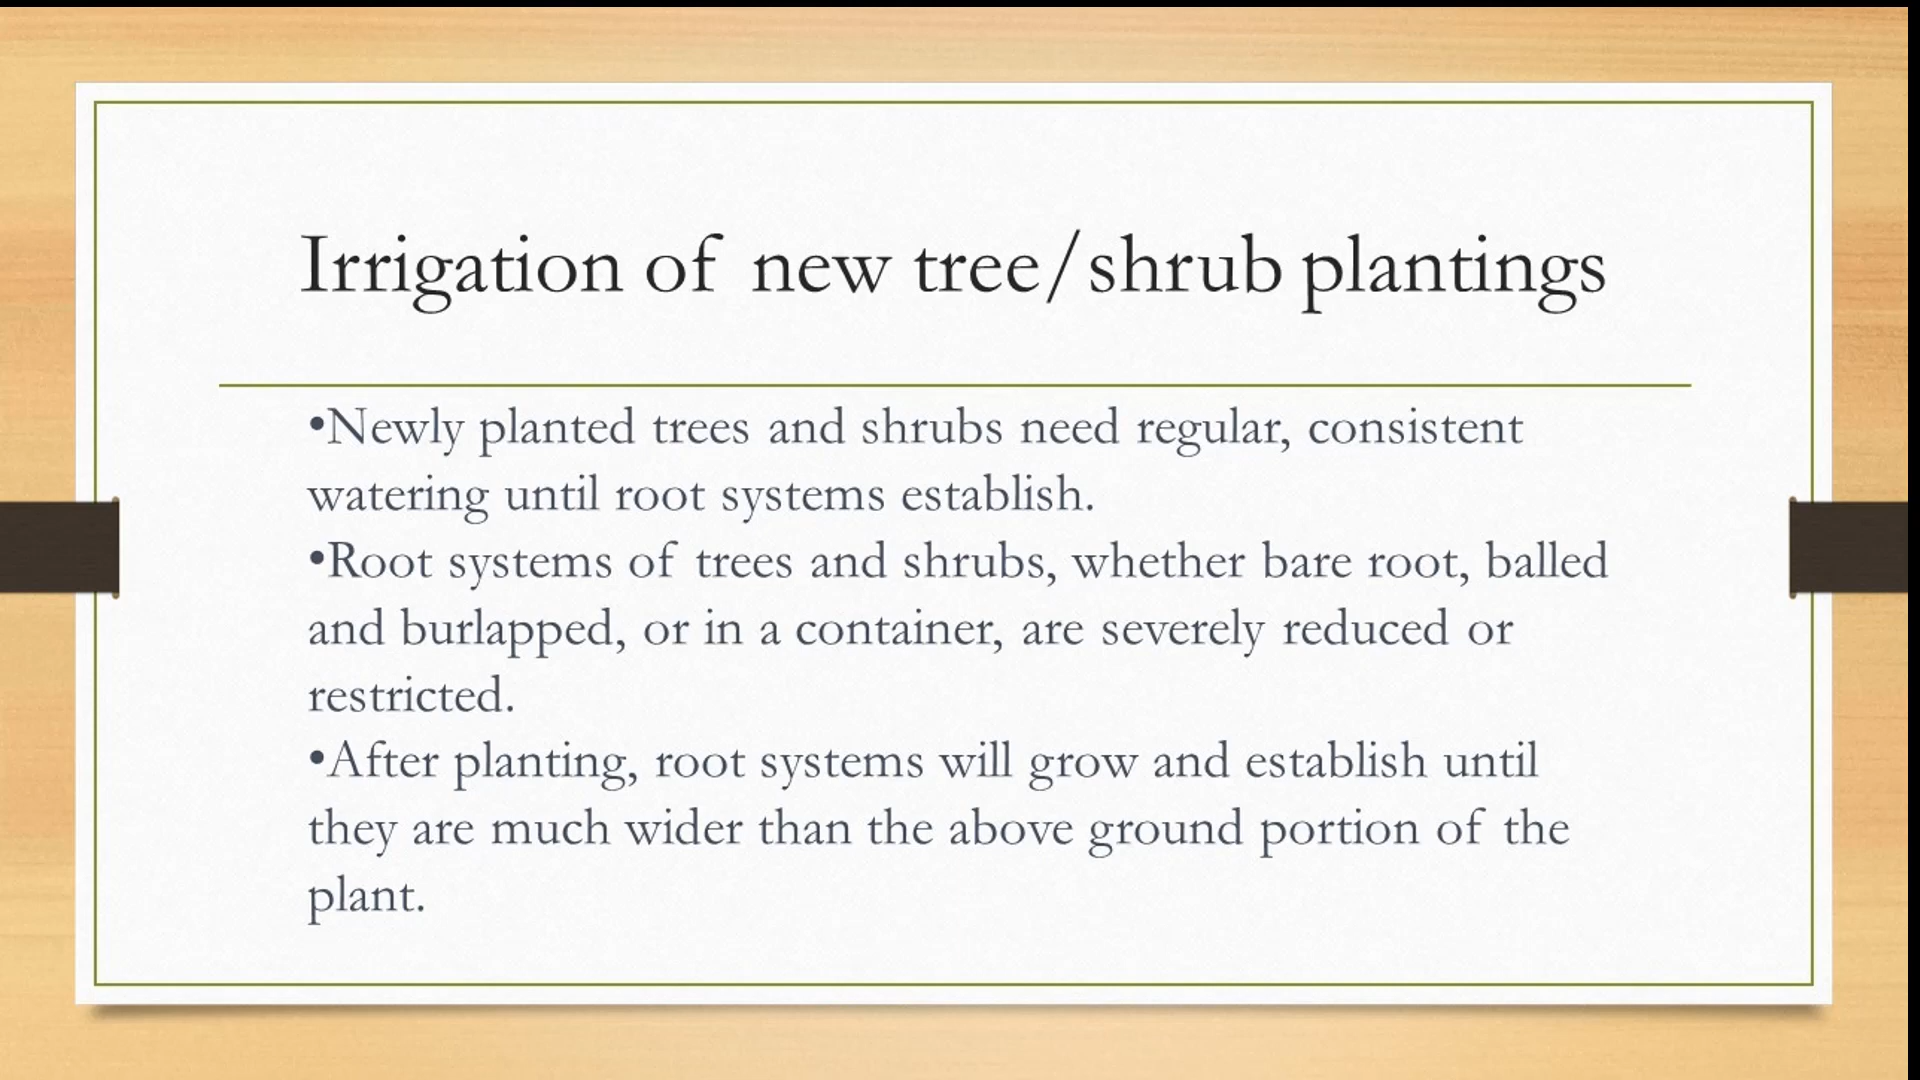 Irrigation of new tree/shrub plantings
•Newly planted trees and shrubs need regular, consistent
watering until root systems establish.
•Root systems of trees and shrubs, whether bare root, balled
and burlapped, or in a container, are severely reduced or
restricted.
•After planting, root systems will grow and establish until
they are much wider than the above ground portion of the
plant.